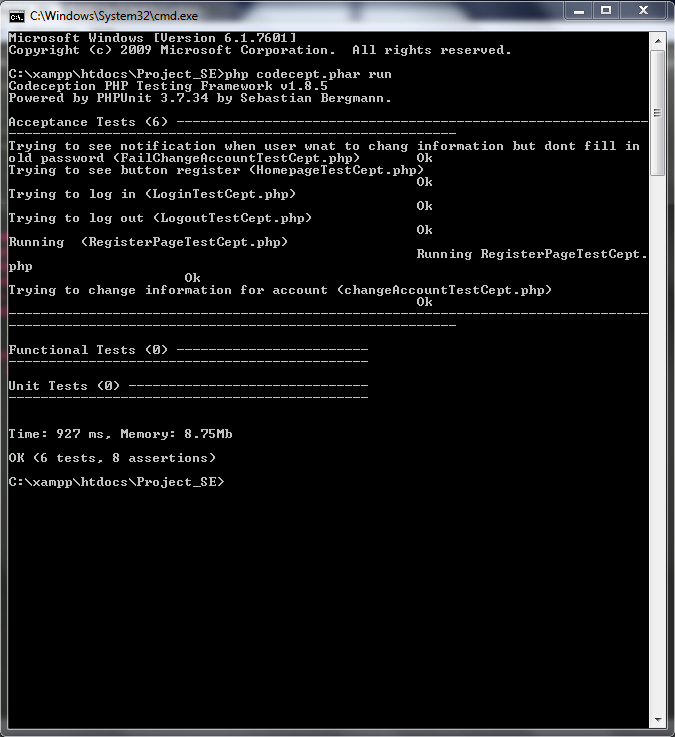 C:\Windows\System32\cmd.exe
Microsoft Windows [Version 6.1.7601]
Copyright (c) 2009 Microsoft Corporation.  All rights reserved.
C:\xampp\htdocs\Project_SE>php codecept.phar run
Codeception PHP Testing Framework v1.8.5
Powered by PHPUnit 3.7.34 by Sebastian Bergmann.
Acceptance Tests (6) -----------------------------------------------------------
--------------------------------------------------------
Trying to see notification when user wnat to chang information but dont fill in
old password (FailChangeAccountTestCept.php)       Ok
Trying to see button register (HomepageTestCept.php)
Ok
Trying to log in (LoginTestCept.php)
Ok
Trying to log out (LogoutTestCept.php)
Ok
Running  (RegisterPageTestCept.php)
Running RegisterPageTestCept.
php
Ok
Trying to change information for account (changeAccountTestCept.php)
Ok
--------------------------------------------------------------------------------
--------------------------------------------------------
Functional Tests (0) ------------------------
---------------------------------------------
Unit Tests (0) ------------------------------
---------------------------------------------
Time: 927 ms, Memory: 8.75Mb
OK (6 tests, 8 assertions)
C:\xampp\htdocs\Project_SE>